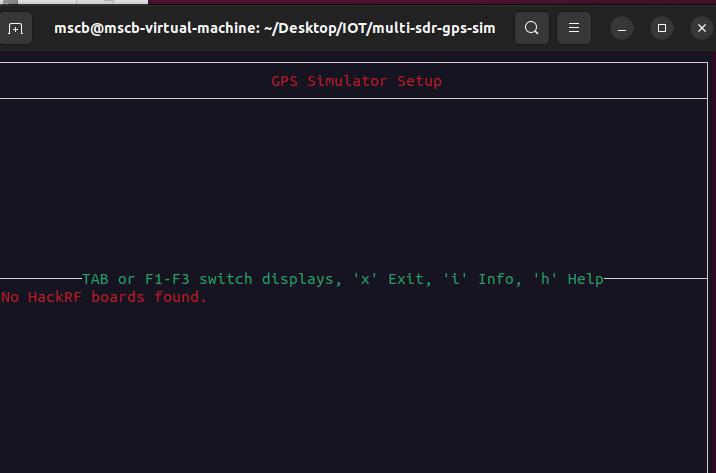 mscb@mscb-virtual-machine: ~/Desktop/IOT/multi-sdr-gps-sim
GPS Simulator Setup
TAB or F1-F3 switch displays, 'x' Exit, 'i' Info, 'h' Help
No HackRF boards found.